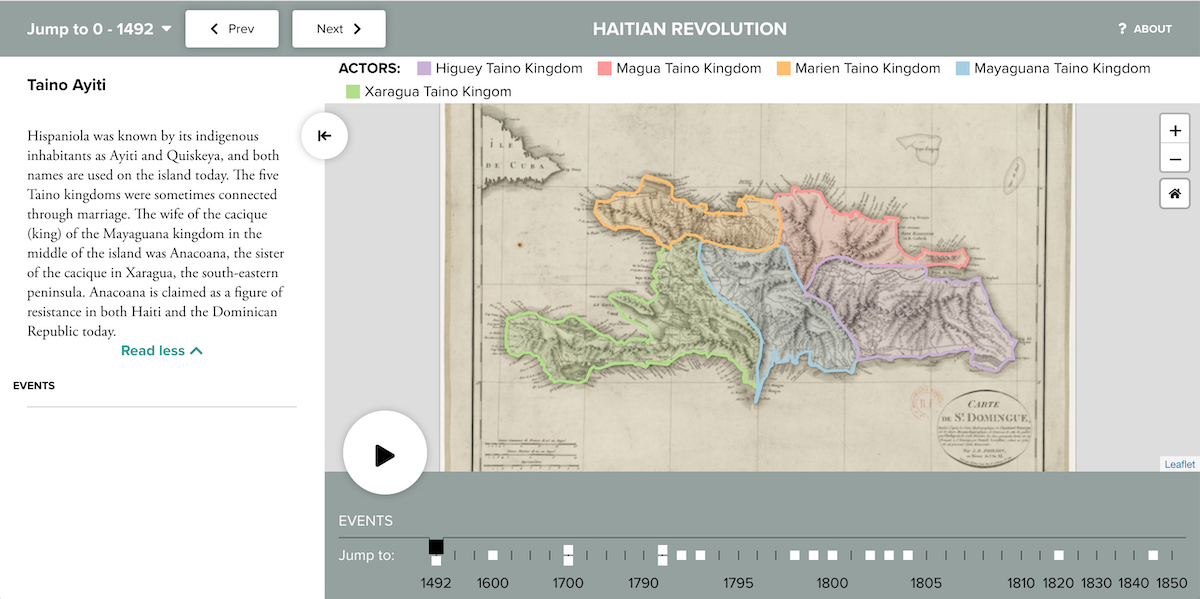 Jump to 0 - 1492
Prev
Next
HAITIAN REVOLUTION
? ABOUT
Taino Ayiti
Hispaniola was known by its indigenous
inhabitants as Ayiti and Quiskeya, and both
names are used on the island today. The five
Taino kingdoms were sometimes connected
through marriage. The wife of the cacique
(king) of the Mayaguana kingdom in the
middle of the island was Anacoana, the sister
of the cacique in Xaragua, the south-eastern
peninsula. Anacoana is claimed as a figure of
resistance in both Haiti and the Dominican
Republic today.
Read less
EVENTS
ACTORS: Higuey Taino Kingdom Magua Taino Kingdom Marien Taino Kingdom Mayaguana Taino Kingdom
Xaragua Taino Kingom
+
−
DE CUBA
CARTE
DE ST. DOMINGUE,
Leaflet
EVENTS
Jump to:
1492 1600 1700 1790 1795 1800 1805 1810 1820 1830 1840 1850